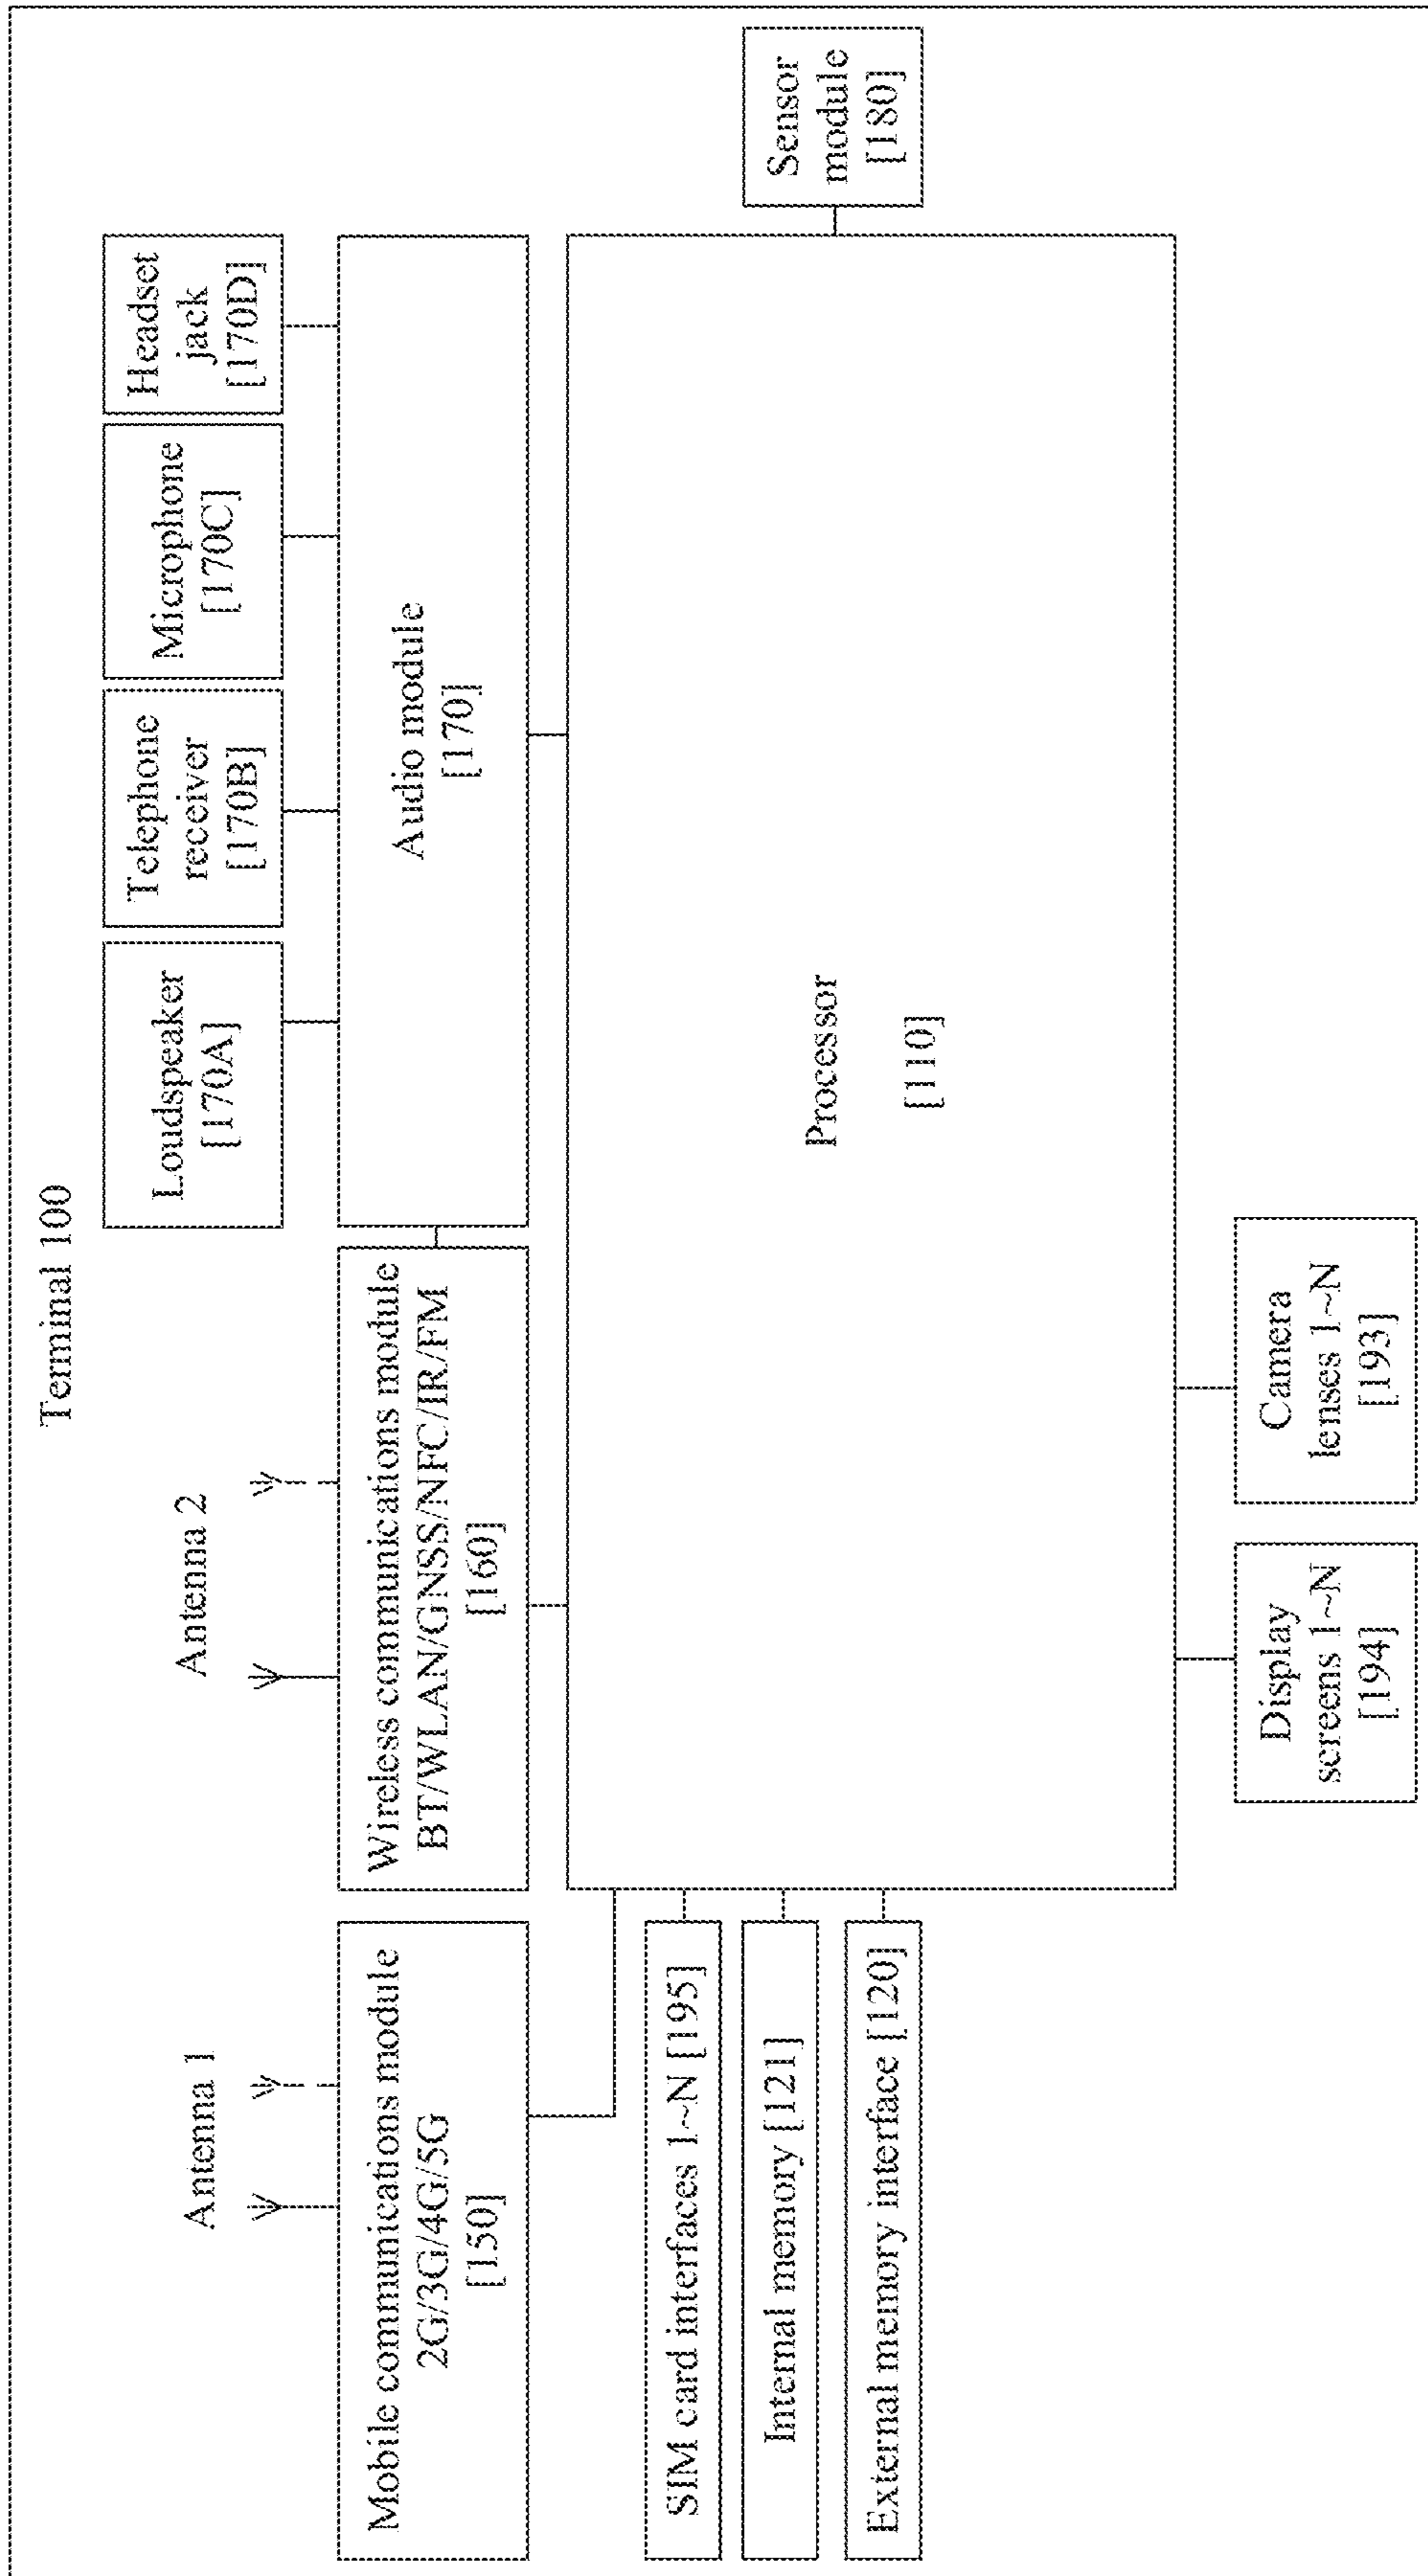 Terminal 100
Antenna 1
Antenna 2
Loudspeaker
[170A]
Telephone
receiver
[170B]
Microphone
[170C]
Headset
jack
[170D]
Mobile communications module
2G/3G/4G/5G
[150]
Wireless communications module
BT/WLAN/GNSS/NFC/IR/FM
[160]
Audio module
[170]
SIM card interfaces 1~N [195]
Internal memory [121]
External memory interface [120]
Processor
[110]
Sensor
module
[180]
Display
screens 1~N
[194]
Camera
lenses 1~N
[193]